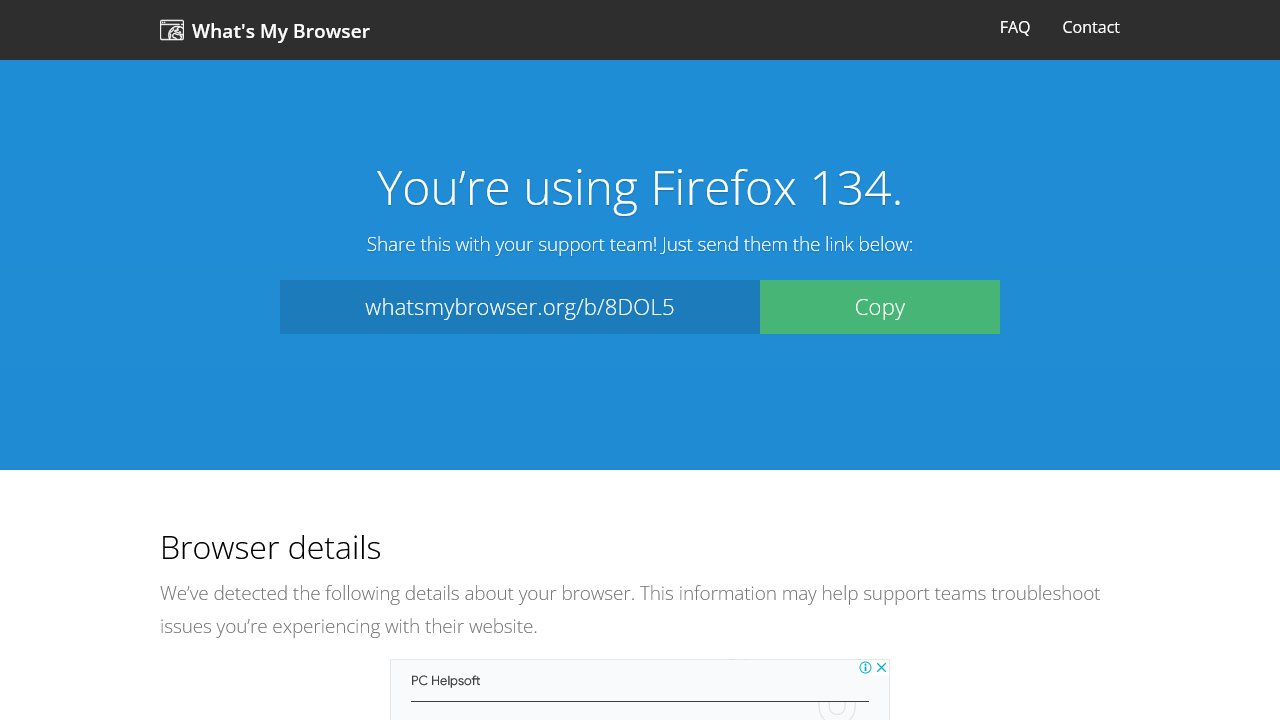 What's My Browser
FAQ
Contact
You’re using Firefox 134.
Share this with your support team! Just send them the link below:
whatsmybrowser.org/b/8DOL5
Copy
Browser details
We’ve detected the following details about your browser. This information may help support teams troubleshoot
issues you’re experiencing with their website.
PC Helpsoft